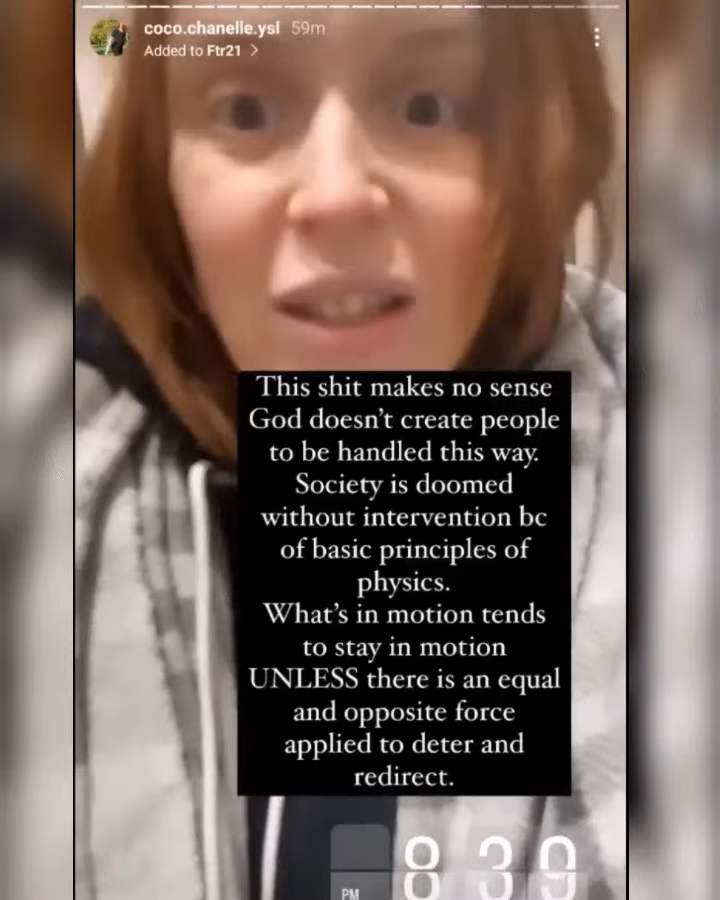 coco.chanelle.ysl 59m
Added to Ftr21 >
This shit makes no sense
God doesn't create people
to be handled this way.
Society is doomed
without intervention bc
of basic principles of
physics.
What's in motion tends
to stay in motion
UNLESS there is an equal
and opposite force
applied to deter and
redirect.
PM 8 39